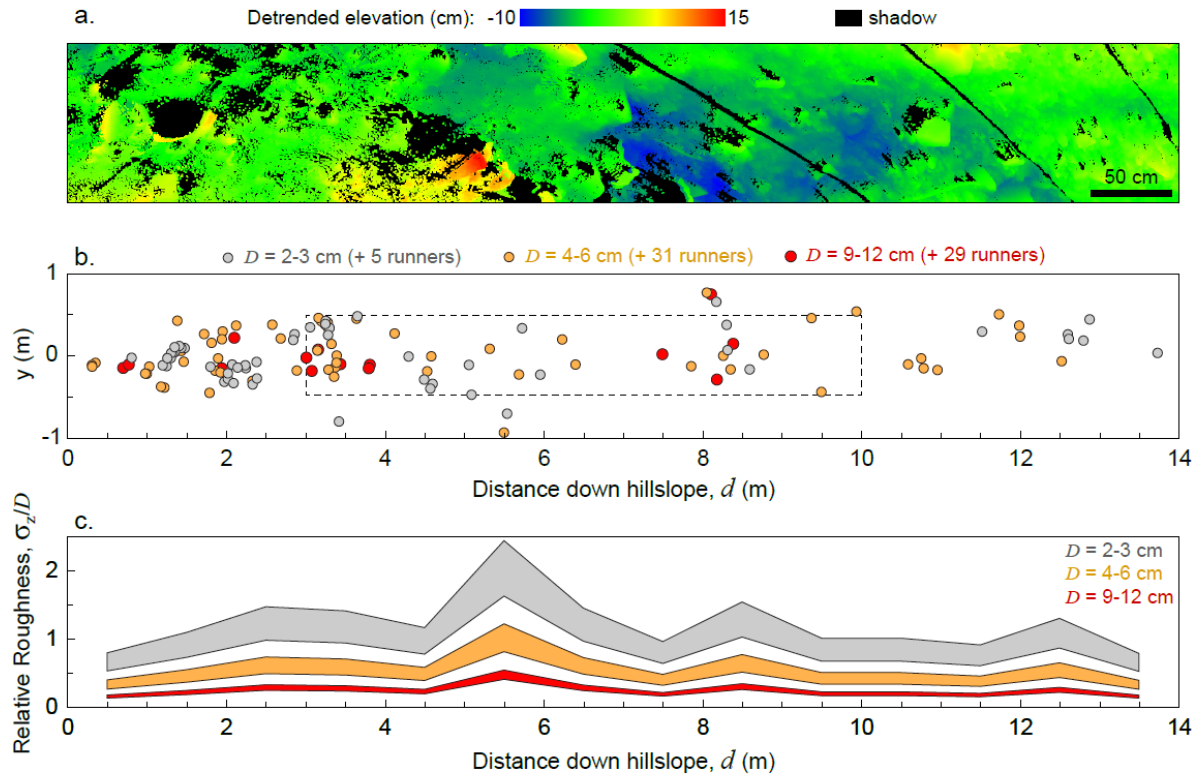 a.
Detrended elevation (cm): -10 15 shadow
50 cm
b.
D = 2-3 cm (+ 5 runners) D = 4-6 cm (+ 31 runners) D = 9-12 cm (+ 29 runners)
y (m)
1
0
-1
0 2 4 6 8 10 12 14
Distance down hillslope, d (m)
c.
Relative Roughness, σz/D
D = 2-3 cm
D = 4-6 cm
D = 9-12 cm
2
1
0
0 2 4 6 8 10 12 14
Distance down hillslope, d (m)